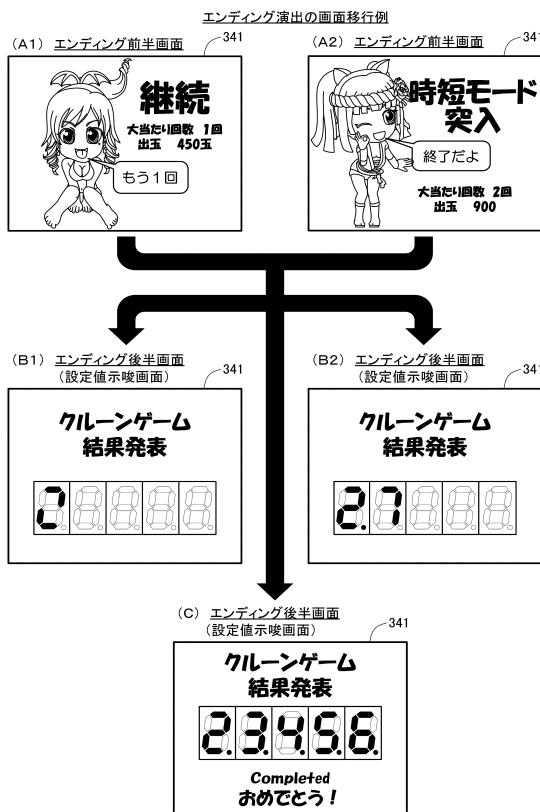 エンディング演出の画面移行例
(A1) エンディング前半画面
341
継続
大当たり回数 1回
出玉 450玉
もう1回
(A2) エンディング前半画面
341
時短モード
突入
終了だよ
大当たり回数 2回
出玉 900
(B1) エンディング後半画面
(設定値示唆画面)
341
クルーンゲーム
結果発表
(B2) エンディング後半画面
(設定値示唆画面)
341
クルーンゲーム
結果発表
2.7
(C) エンディング後半画面
(設定値示唆画面)
341
クルーンゲーム
結果発表
2.3.4.5.6.
Completed
おめでとう!